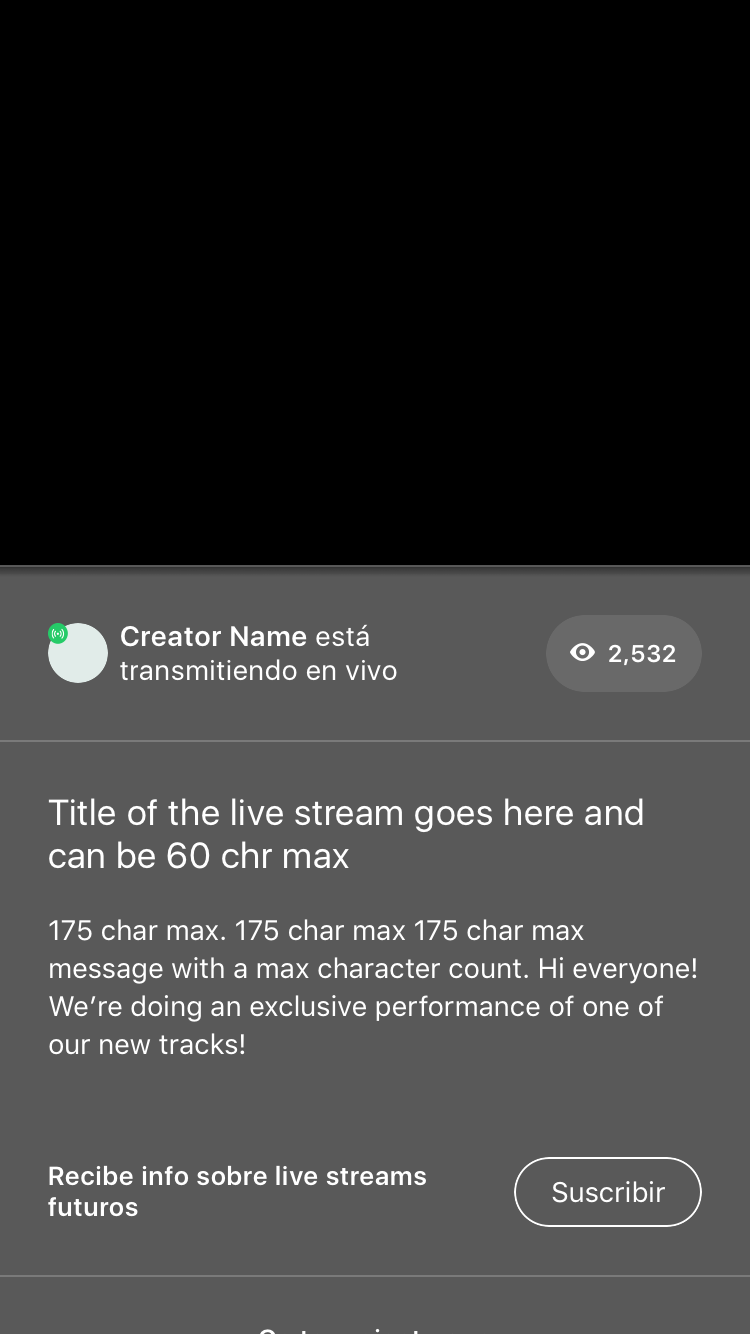 Creator Name está
transmitiendo en vivo
2,532
Title of the live stream goes here and
can be 60 chr max
175 char max. 175 char max 175 char max
message with a max character count. Hi everyone!
We’re doing an exclusive performance of one of
our new tracks!
Recibe info sobre live streams
futuros
Suscribir